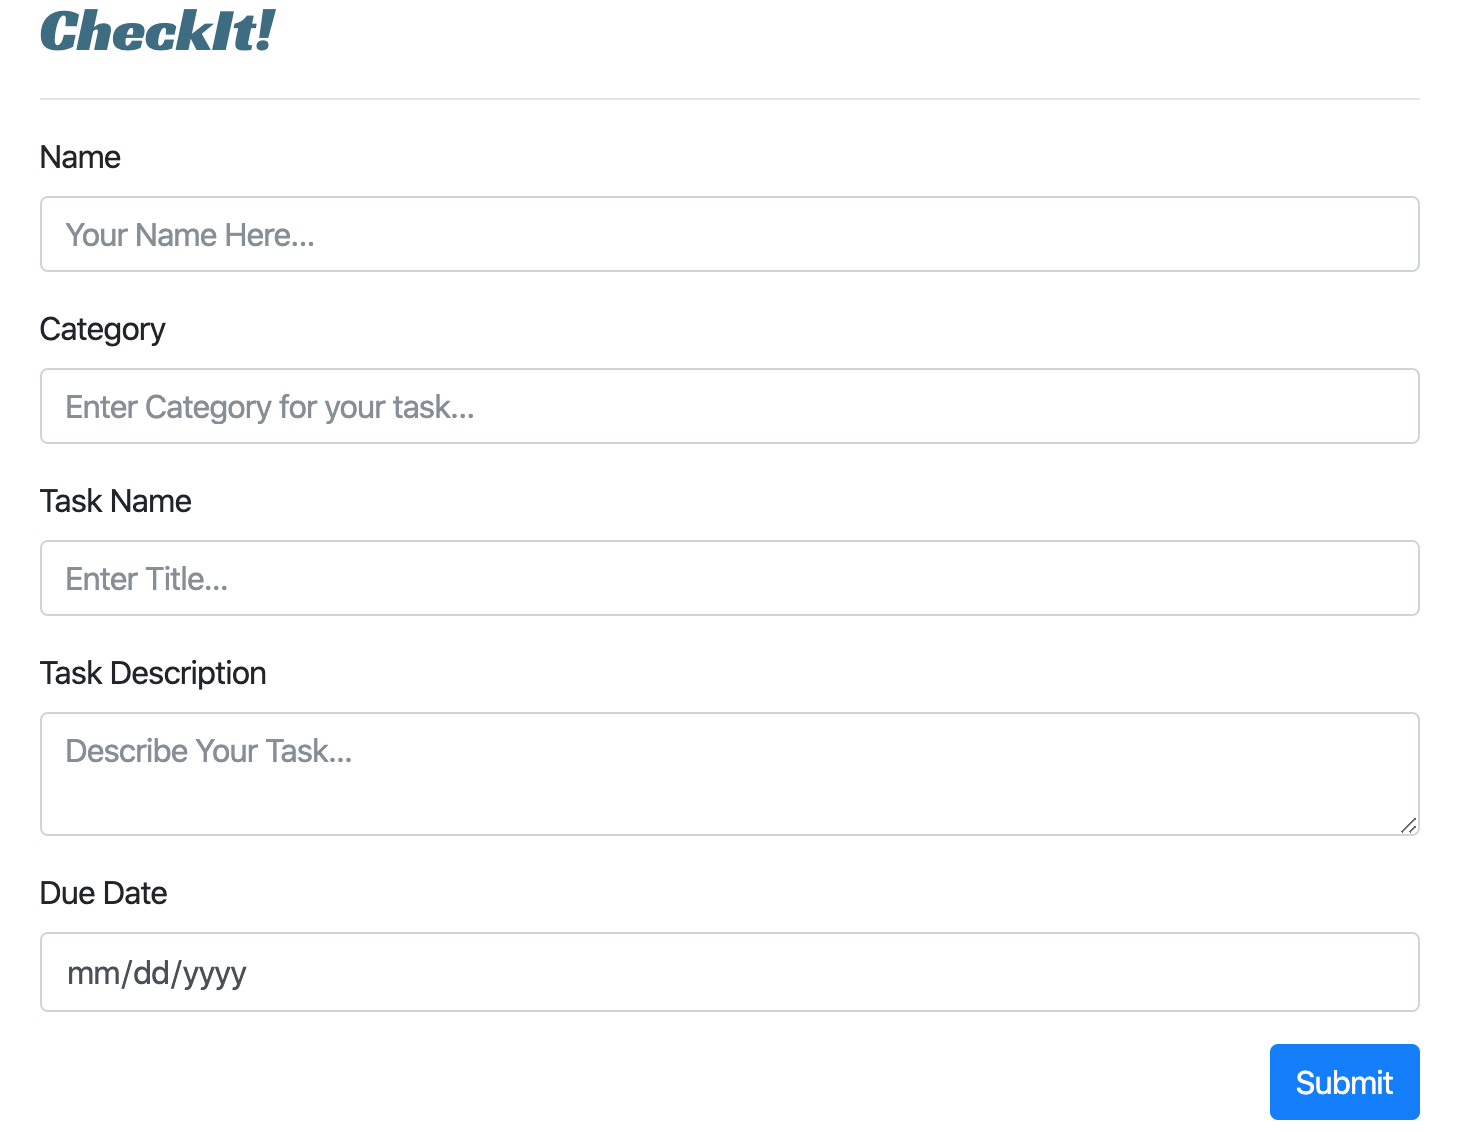 CheckIt!
Name
Your Name Here...
Category
Enter Category for your task...
Task Name
Enter Title...
Task Description
Describe Your Task...
Due Date
mm/dd/yyyy
Submit